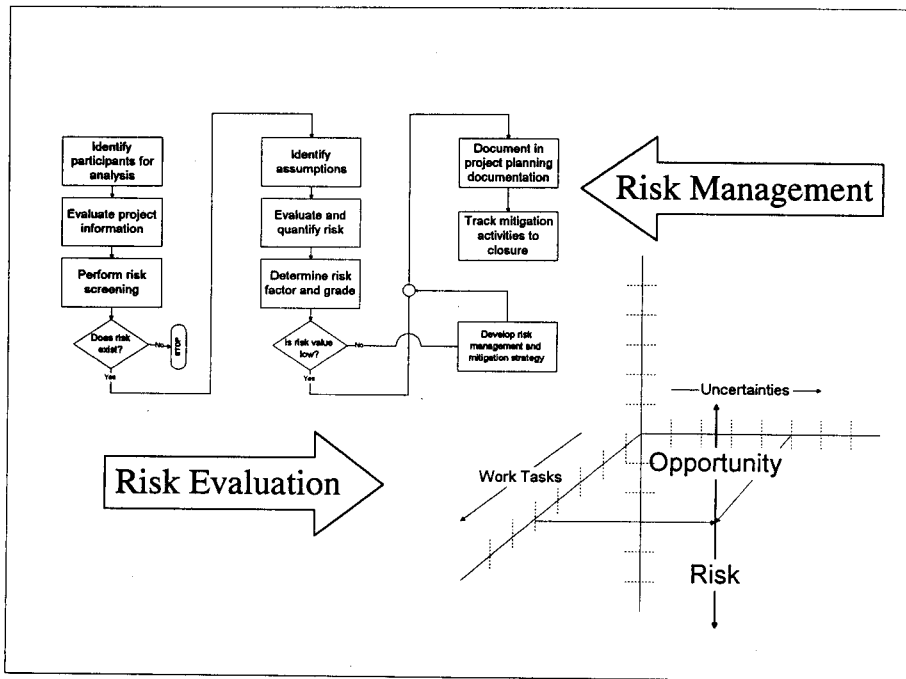 Identify
participants for
analysis
Evaluate project
information
Perform risk
screening
Does risk
exist?
No
STOP
Yes
Identify
assumptions
Evaluate and
quantify risk
Determine risk
factor and grade
Is risk value
low?
No
Yes
Document in
project planning
documentation
Track mitigation
activities to
closure
Develop risk
management and
mitigation strategy
Risk Management
Risk Evaluation
Uncertainties
Work Tasks
Opportunity
Risk